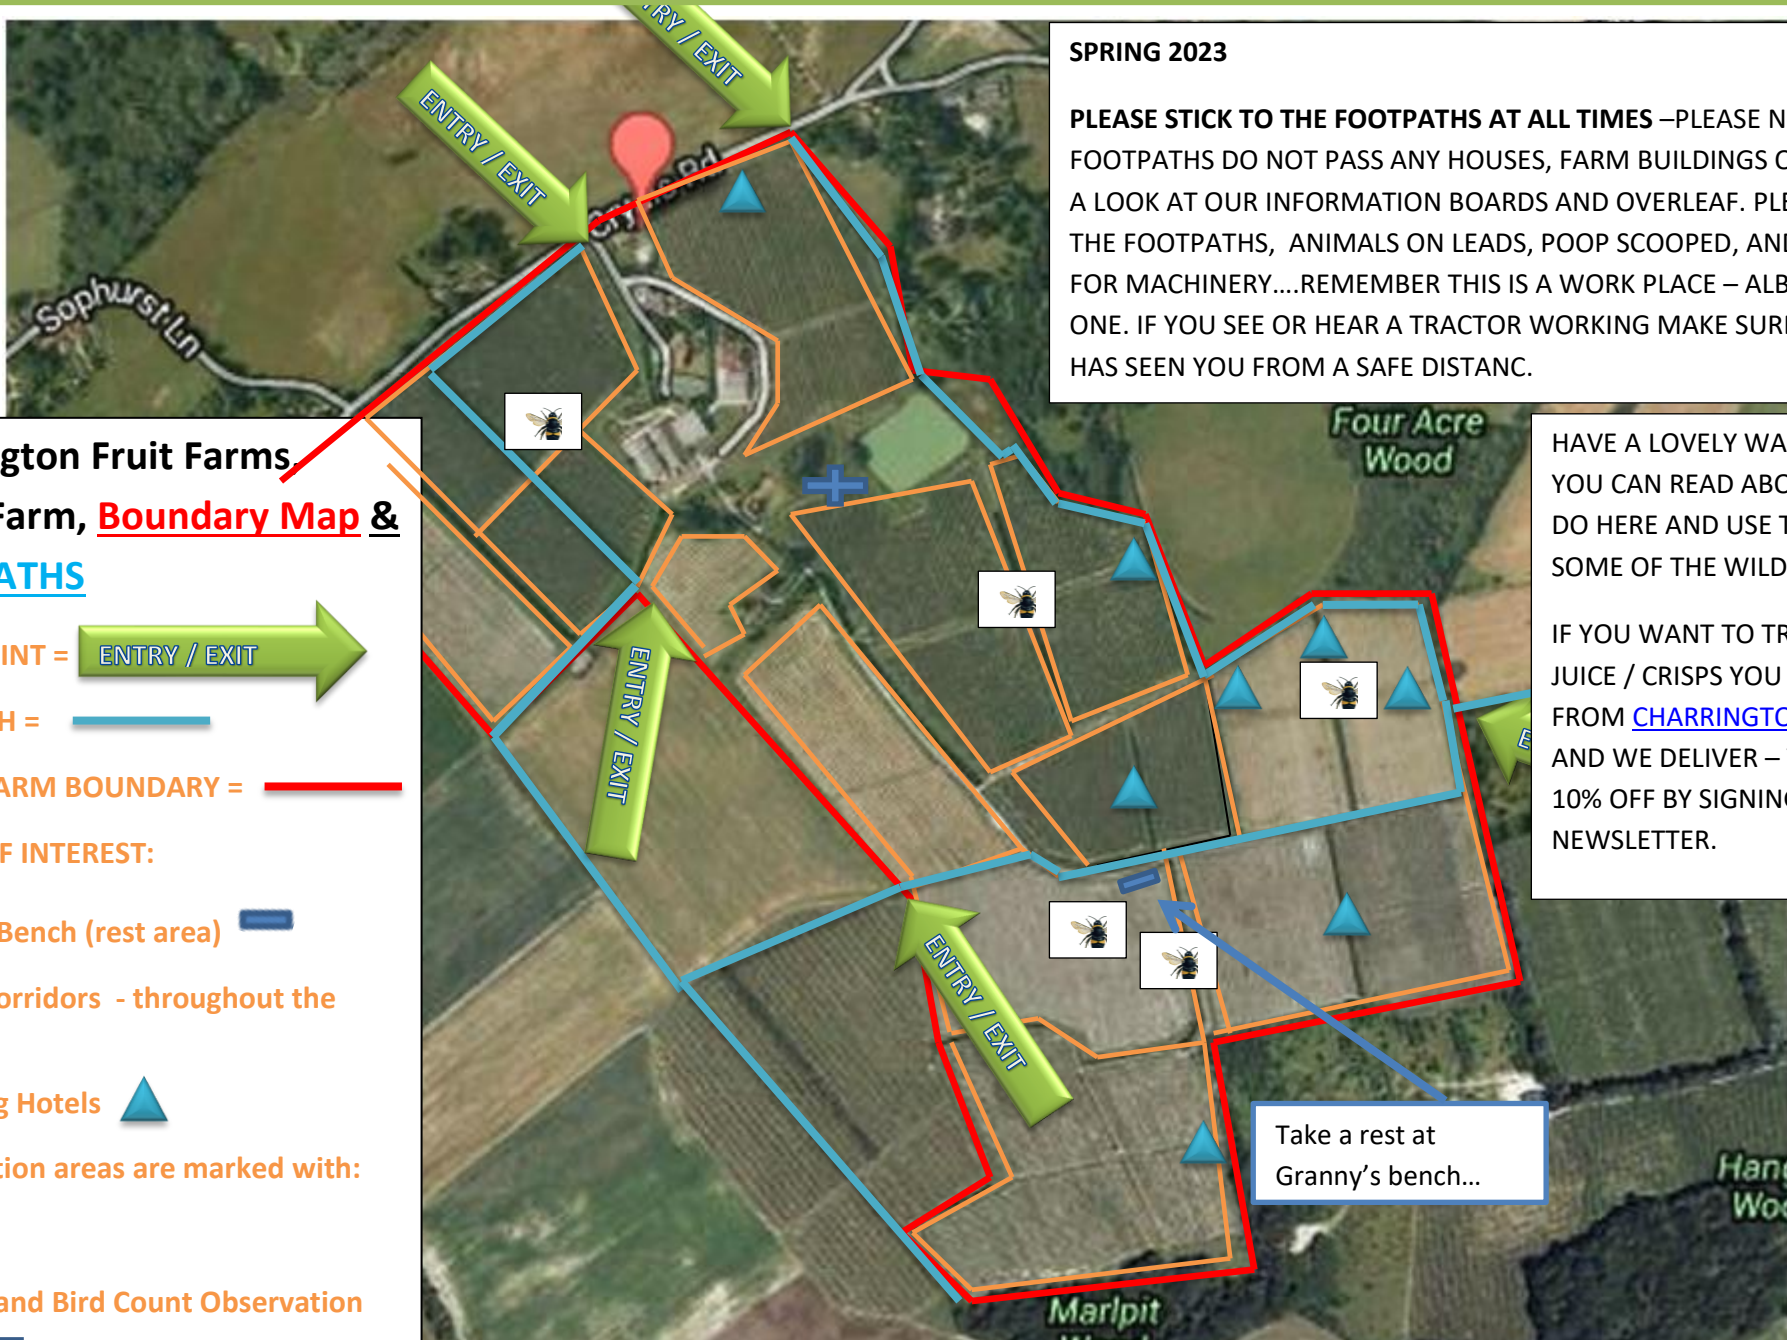 ENTRY / EXIT
ENTRY / EXIT
Crytls Rd
Sophurst Ln
SPRING 2023
PLEASE STICK TO THE FOOTPATHS AT ALL TIMES –PLEASE N
FOOTPATHS DO NOT PASS ANY HOUSES, FARM BUILDINGS O
A LOOK AT OUR INFORMATION BOARDS AND OVERLEAF. PLE
THE FOOTPATHS, ANIMALS ON LEADS, POOP SCOOPED, AND
FOR MACHINERY....REMEMBER THIS IS A WORK PLACE – ALB
ONE. IF YOU SEE OR HEAR A TRACTOR WORKING MAKE SURE
HAS SEEN YOU FROM A SAFE DISTANC.
Four Acre
Wood
HAVE A LOVELY WA
YOU CAN READ ABO
DO HERE AND USE T
SOME OF THE WILD
IF YOU WANT TO TR
JUICE / CRISPS YOU
FROM CHARRINGTO
AND WE DELIVER –
10% OFF BY SIGNING
NEWSLETTER.
gton Fruit Farms,
Farm, Boundary Map &
ATHS
INT = ENTRY / EXIT
H =
ARM BOUNDARY =
F INTEREST:
Bench (rest area)
orridors - throughout the
g Hotels
tion areas are marked with:
and Bird Count Observation
ENTRY / EXIT
ENTRY / EXIT
Take a rest at
Granny's bench...
Marlpit